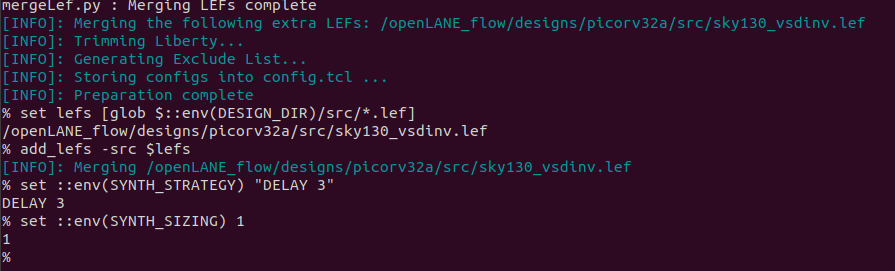 mergeLef.py : Merging LEFs complete
[INFO]: Merging the following extra LEFs: /openLANE_flow/designs/picorv32a/src/sky130_vsdinv.lef
[INFO]: Trimming Liberty...
[INFO]: Generating Exclude List...
[INFO]: Storing configs into config.tcl ...
[INFO]: Preparation complete
% set lefs [glob $::env(DESIGN_DIR)/src/*.lef]
/openLANE_flow/designs/picorv32a/src/sky130_vsdinv.lef
% add_lefs -src $lefs
[INFO]: Merging /openLANE_flow/designs/picorv32a/src/sky130_vsdinv.lef
% set ::env(SYNTH_STRATEGY) "DELAY 3"
DELAY 3
% set ::env(SYNTH_SIZING) 1
1
%